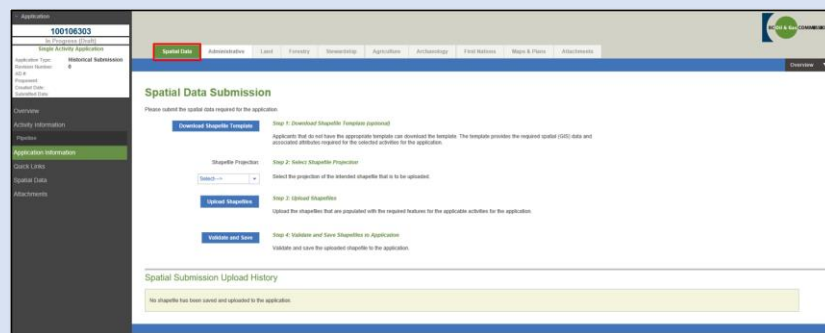 Application
100106303
In Progress (Draft)
Single Activity Application
Application Type: Historical Submission
Revision Number: 0
AD #:
Proponent:
Created Date:
Submitted Date:
Overview
Activity Information
Pipeline
Application Information
Quick Links
Spatial Data
Attachments
Spatial Data Administrative Land Forestry Stewardship Agriculture Archaeology First Nations Maps & Plans Attachments
Overview
Spatial Data Submission
Please submit the spatial data required for the application.
Download Shapefile Template
Step 1: Download Shapefile Template (optional)
Applicants that do not have the appropriate template can download the template. The template provides the required spatial (GIS) data and
associated attributes required for the selected activities for the application.
Shapefile Projection
Step 2: Select Shapefile Projection
Select the projection of the intended shapefile that is to be uploaded.
Upload Shapefiles
Step 3: Upload Shapefiles
Upload the shapefiles that are populated with the required features for the applicable activities for the application.
Validate and Save
Step 4: Validate and Save Shapefiles to Application
Validate and save the uploaded shapefile to the application.
Spatial Submission Upload History
No shapefile has been saved and uploaded to the application.